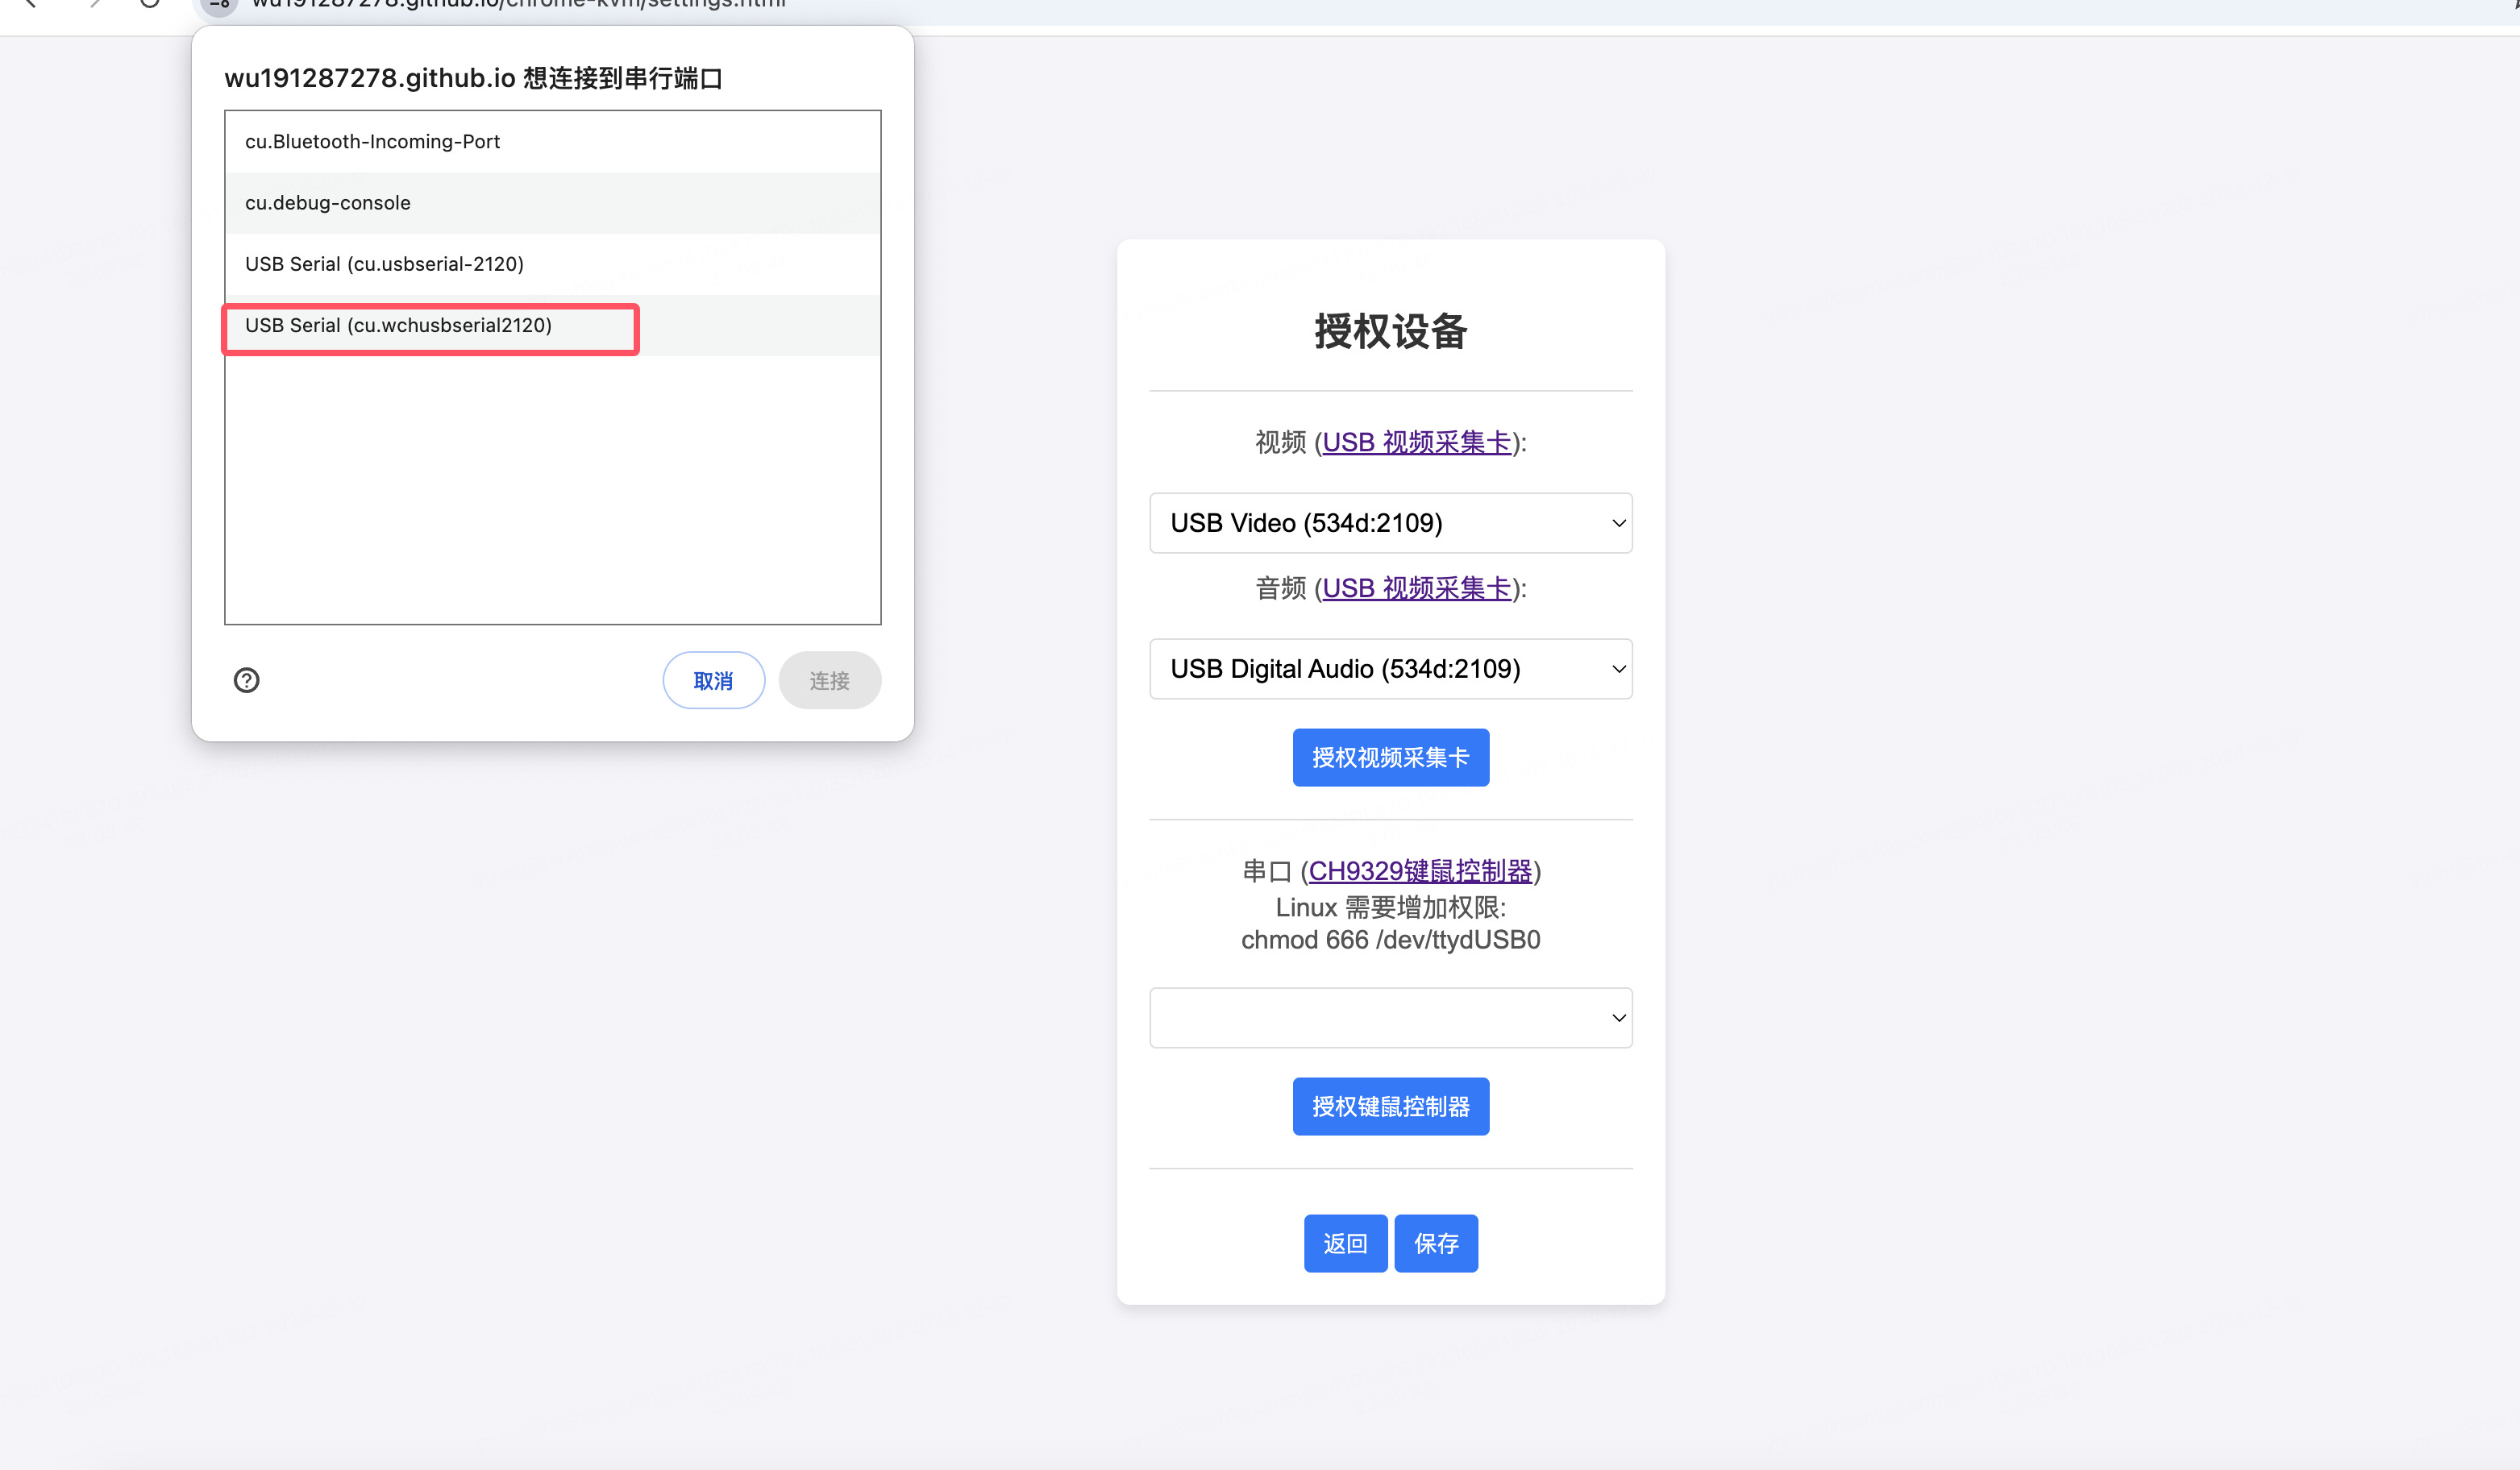 wu191287278.github.io/chrome-kvm/settings.html
wu191287278.github.io 想连接到串行端口
cu.Bluetooth-Incoming-Port
cu.debug-console
USB Serial (cu.usbserial-2120)
USB Serial (cu.wchusbserial2120)
取消
连接
授权设备
视频 (USB 视频采集卡):
USB Video (534d:2109)
音频 (USB 视频采集卡):
USB Digital Audio (534d:2109)
授权视频采集卡
串口 (CH9329键鼠控制器)
Linux 需要增加权限:
chmod 666 /dev/ttydUSB0
授权键鼠控制器
返回
保存